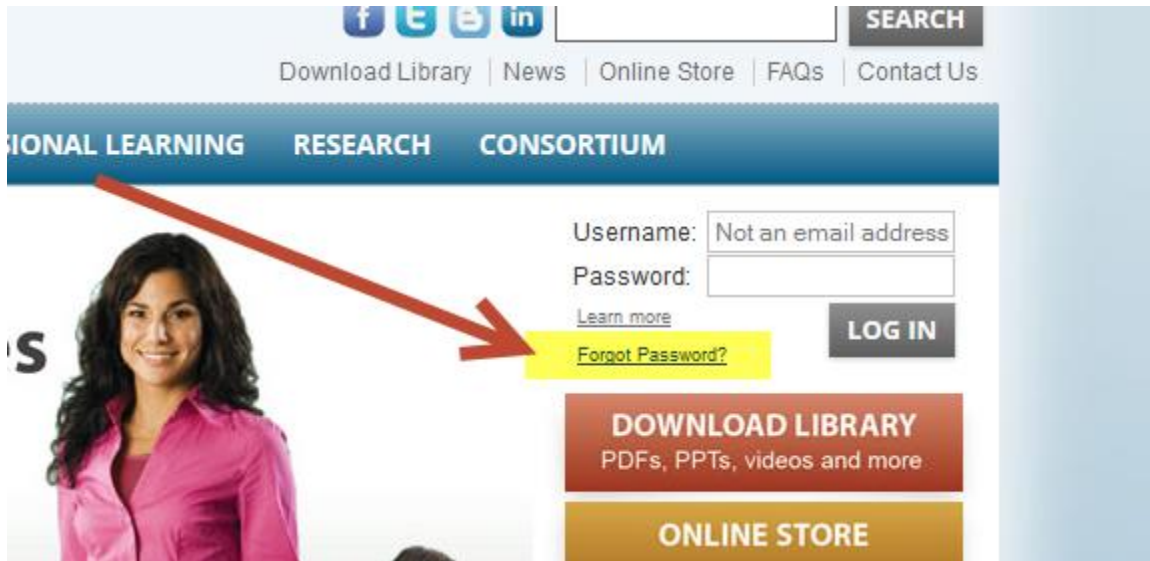 SEARCH
Download Library | News | Online Store | FAQs | Contact Us
SIONAL LEARNING RESEARCH CONSORTIUM
Username: Not an email address
Password:
Learn more
LOG IN
Forgot Password?
s
DOWNLOAD LIBRARY
PDFs, PPTs, videos and more
ONLINE STORE